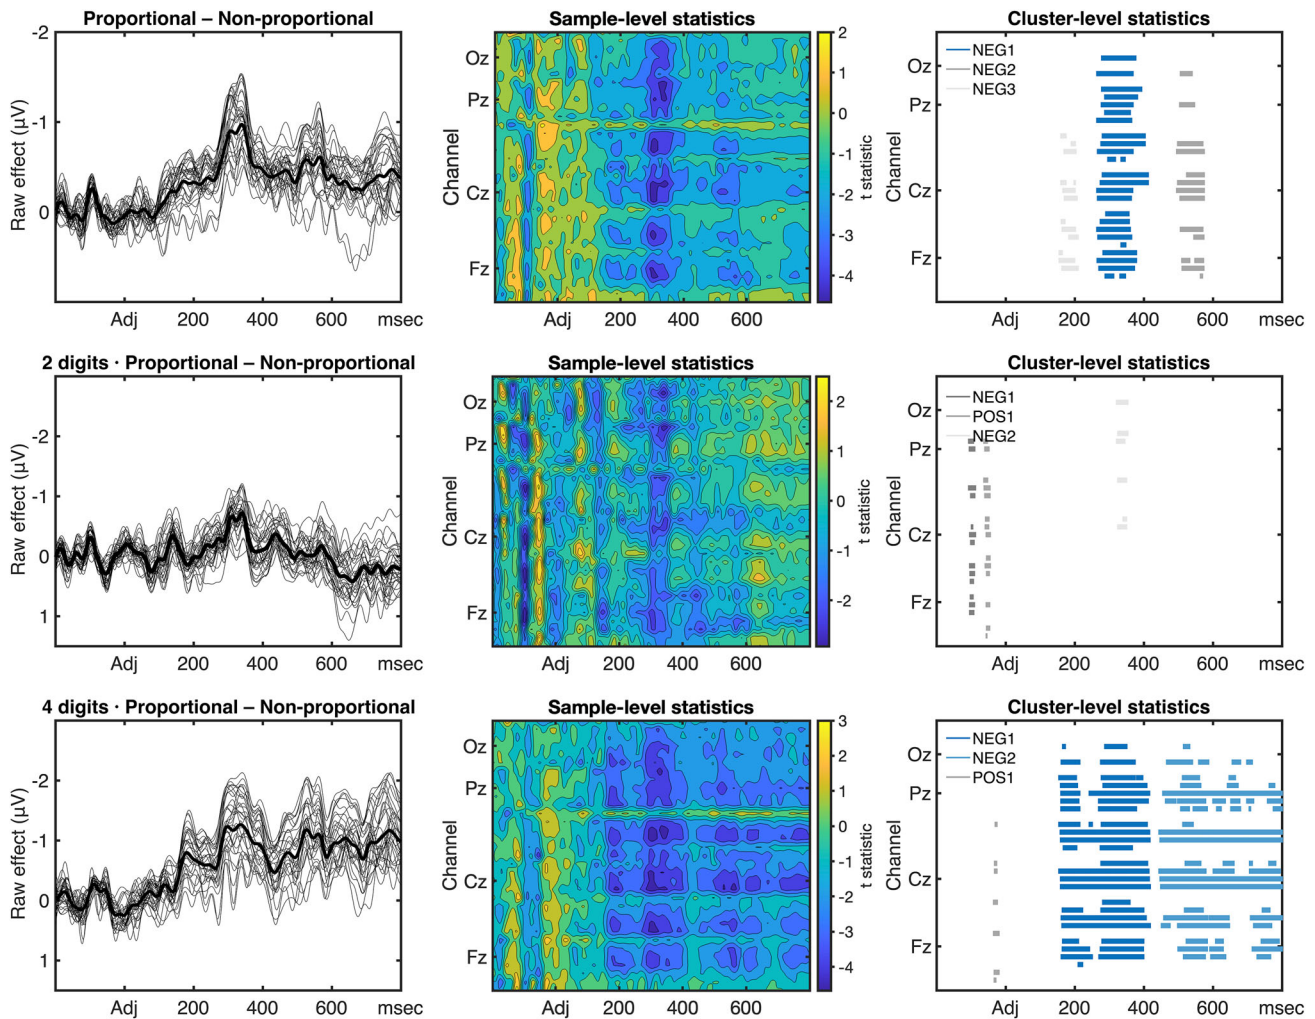 Proportional – Non-proportional
Raw effect (µV)
-2
-1
0
Adj
200
400
600
msec
Sample-level statistics
Channel
Oz
Pz
Cz
Fz
Adj
200
400
600
2
1
0
-1
-2
-3
-4
t statistic
Cluster-level statistics
NEG1
NEG2
NEG3
Channel
Oz
Pz
Cz
Fz
Adj
200
400
600
msec
2 digits · Proportional – Non-proportional
Raw effect (µV)
-2
-1
0
1
Adj
200
400
600
msec
Sample-level statistics
Channel
Oz
Pz
Cz
Fz
Adj
200
400
600
2
1
0
-1
-2
t statistic
Cluster-level statistics
NEG1
POS1
NEG2
Channel
Oz
Pz
Cz
Fz
Adj
200
400
600
msec
4 digits · Proportional – Non-proportional
Raw effect (µV)
-2
-1
0
1
Adj
200
400
600
msec
Sample-level statistics
Channel
Oz
Pz
Cz
Fz
Adj
200
400
600
3
2
1
0
-1
-2
-3
-4
t statistic
Cluster-level statistics
NEG1
NEG2
POS1
Channel
Oz
Pz
Cz
Fz
Adj
200
400
600
msec